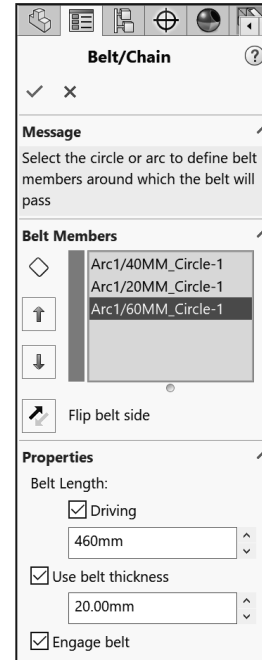 Belt/Chain
?
Message
Select the circle or arc to define belt
members around which the belt will
pass
Belt Members
Arc1/40MM_Circle-1
Arc1/20MM_Circle-1
Arc1/60MM_Circle-1
Flip belt side
Properties
Belt Length:
Driving
460mm
Use belt thickness
20.00mm
Engage belt